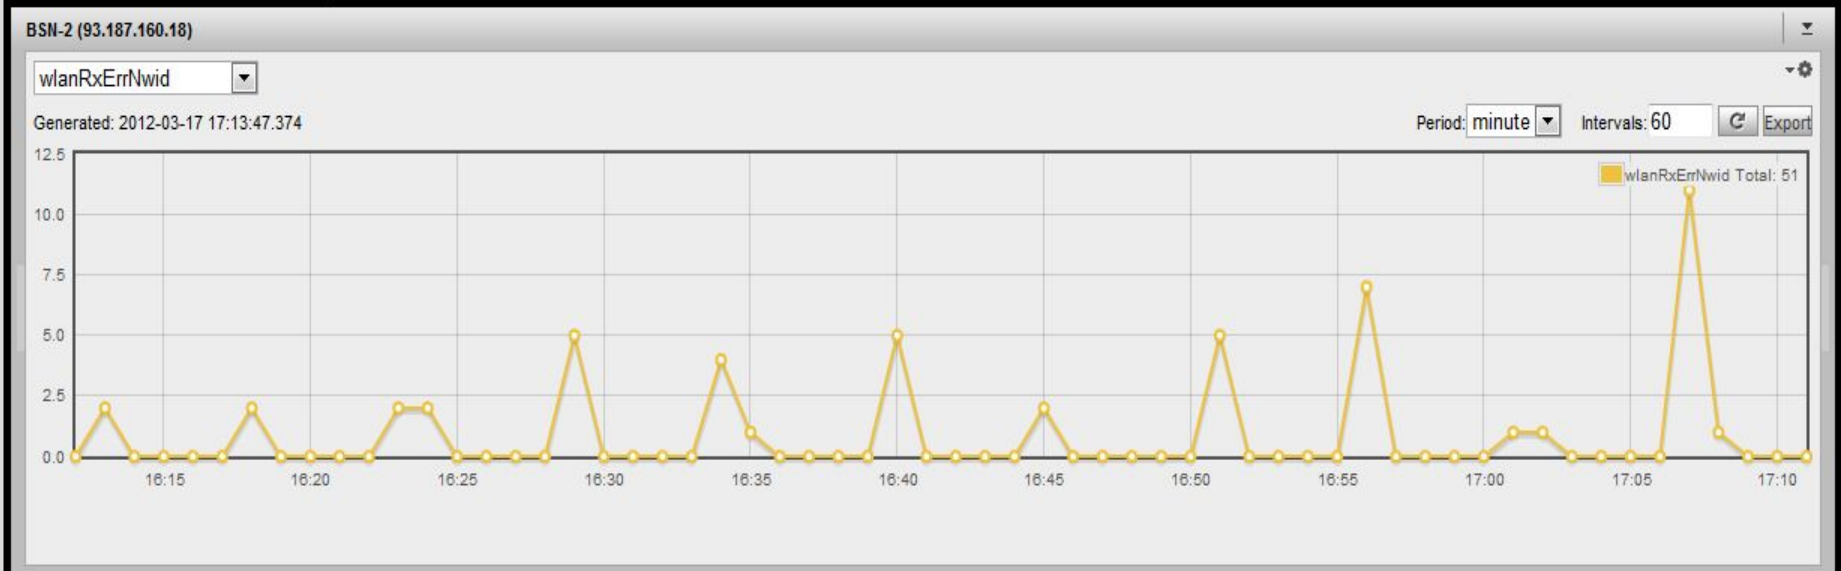 BSN-2 (93.187.160.18)
wlanRxErrNwid
Generated: 2012-03-17 17:13:47.374
Period: minute Intervals: 60 Export
wlanRxErrNwid Total: 51
12.5
10.0
7.5
5.0
2.5
0.0
16:15 16:20 16:25 16:30 16:35 16:40 16:45 16:50 16:55 17:00 17:05 17:10